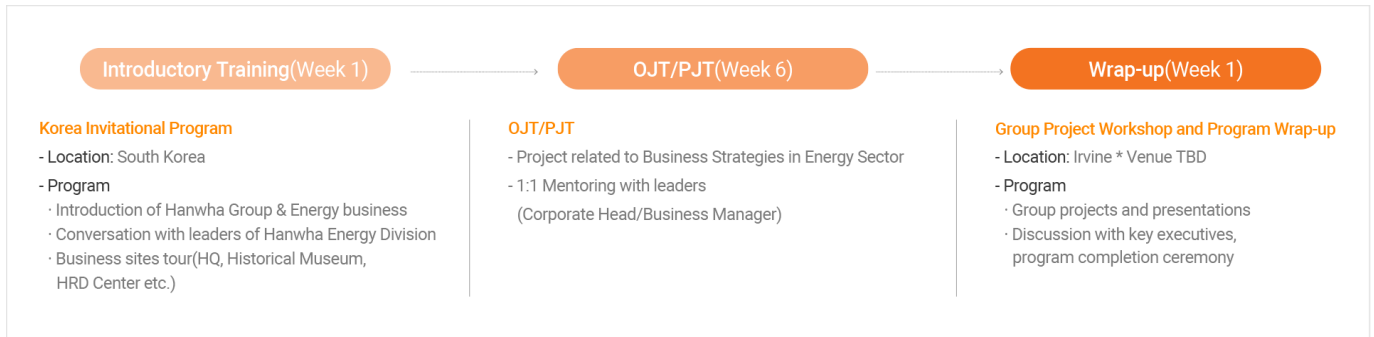 Introductory Training(Week 1)
OJT/PJT(Week 6)
Wrap-up(Week 1)
Korea Invitational Program
- Location: South Korea
- Program
· Introduction of Hanwha Group & Energy business
· Conversation with leaders of Hanwha Energy Division
· Business sites tour(HQ, Historical Museum,
HRD Center etc.)
OJT/PJT
- Project related to Business Strategies in Energy Sector
- 1:1 Mentoring with leaders
(Corporate Head/Business Manager)
Group Project Workshop and Program Wrap-up
- Location: Irvine * Venue TBD
- Program
· Group projects and presentations
· Discussion with key executives,
program completion ceremony